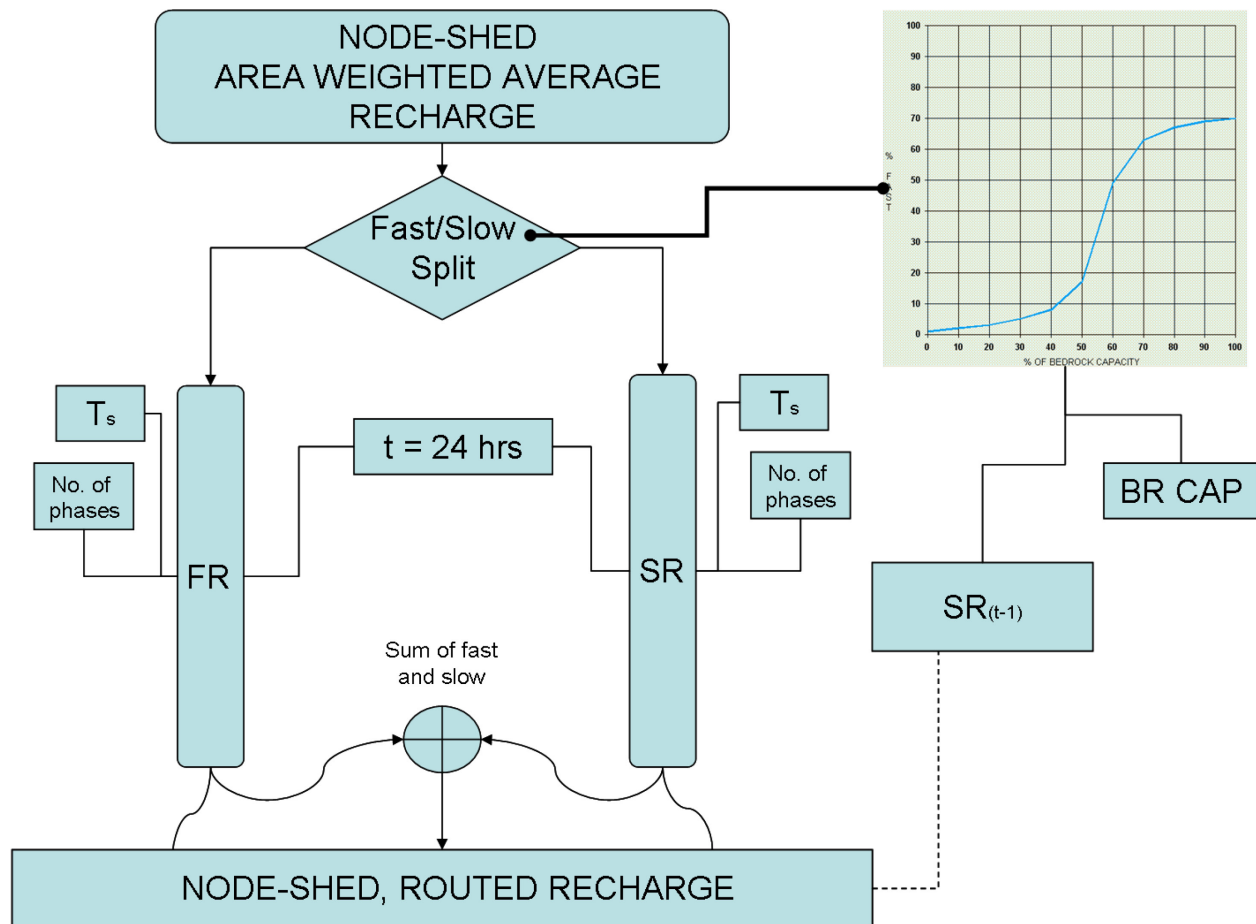 NODE-SHED
AREA WEIGHTED AVERAGE
RECHARGE
Fast/Slow
Split
100
90
80
70
60
50
40
30
20
10
0
% FAST
0 10 20 30 40 50 60 70 80 90 100
% OF BEDROCK CAPACITY
Ts
No. of
phases
FR
t = 24 hrs
SR
Ts
No. of
phases
BR CAP
SR(t-1)
Sum of fast
and slow
NODE-SHED, ROUTED RECHARGE